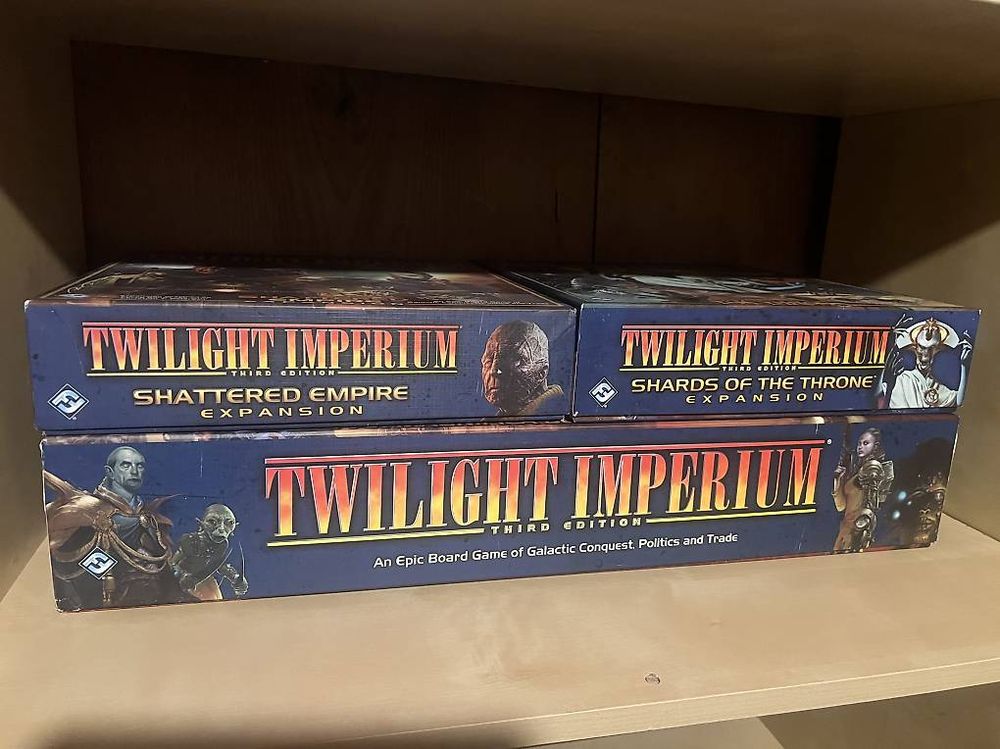 TWILIGHT IMPERIUM
THIRD EDITION
SHATTERED EMPIRE
EXPANSION
TWILIGHT IMPERIUM
THIRD EDITION
SHARDS OF THE THRONE
EXPANSION
TWILIGHT IMPERIUM
THIRD EDITION
An Epic Board Game of Galactic Conquest, Politics and Trade